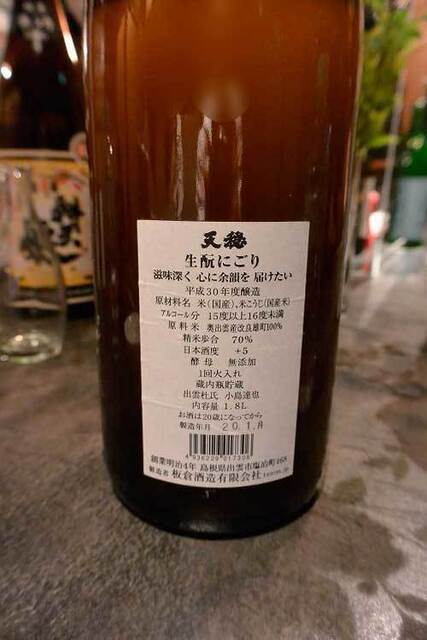 天穏
生酛にごり
滋味深く 心に余韻を 届けたい
平成30年度醸造
原材料名 米(国産)、米こうじ(国産米)
アルコール分 15度以上16度未満
原料米 奥出雲産改良雄町100%
精米歩合 70%
日本酒度 +5
酵母 無添加
1回火入れ
蔵内瓶貯蔵
出雲杜氏 小島達也
内容量 1.8L
お酒は20歳になってから
製造年月 20.1.月
4 936229 017308
創業明治4年 島根県出雲市塩冶町468
製造者 板倉酒造有限会社